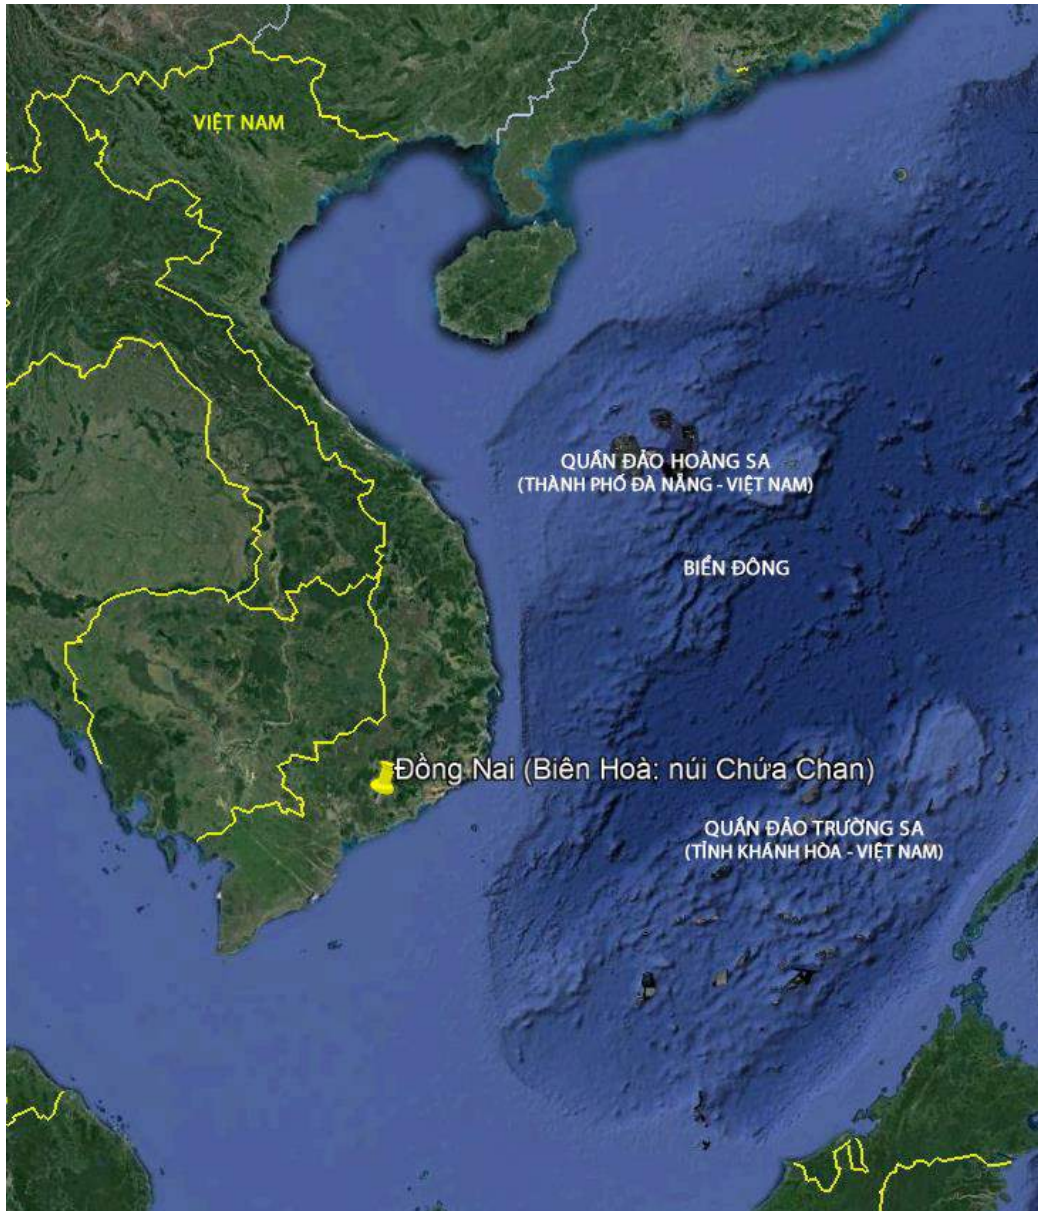 VIỆT NAM
QUẦN ĐẢO HOÀNG SA
(THÀNH PHỐ ĐÀ NẴNG - VIỆT NAM)
BIỂN ĐÔNG
Đồng Nai (Biên Hoà: núi Chứa Chan)
QUẦN ĐẢO TRƯỜNG SA
(TỈNH KHÁNH HÒA - VIỆT NAM)